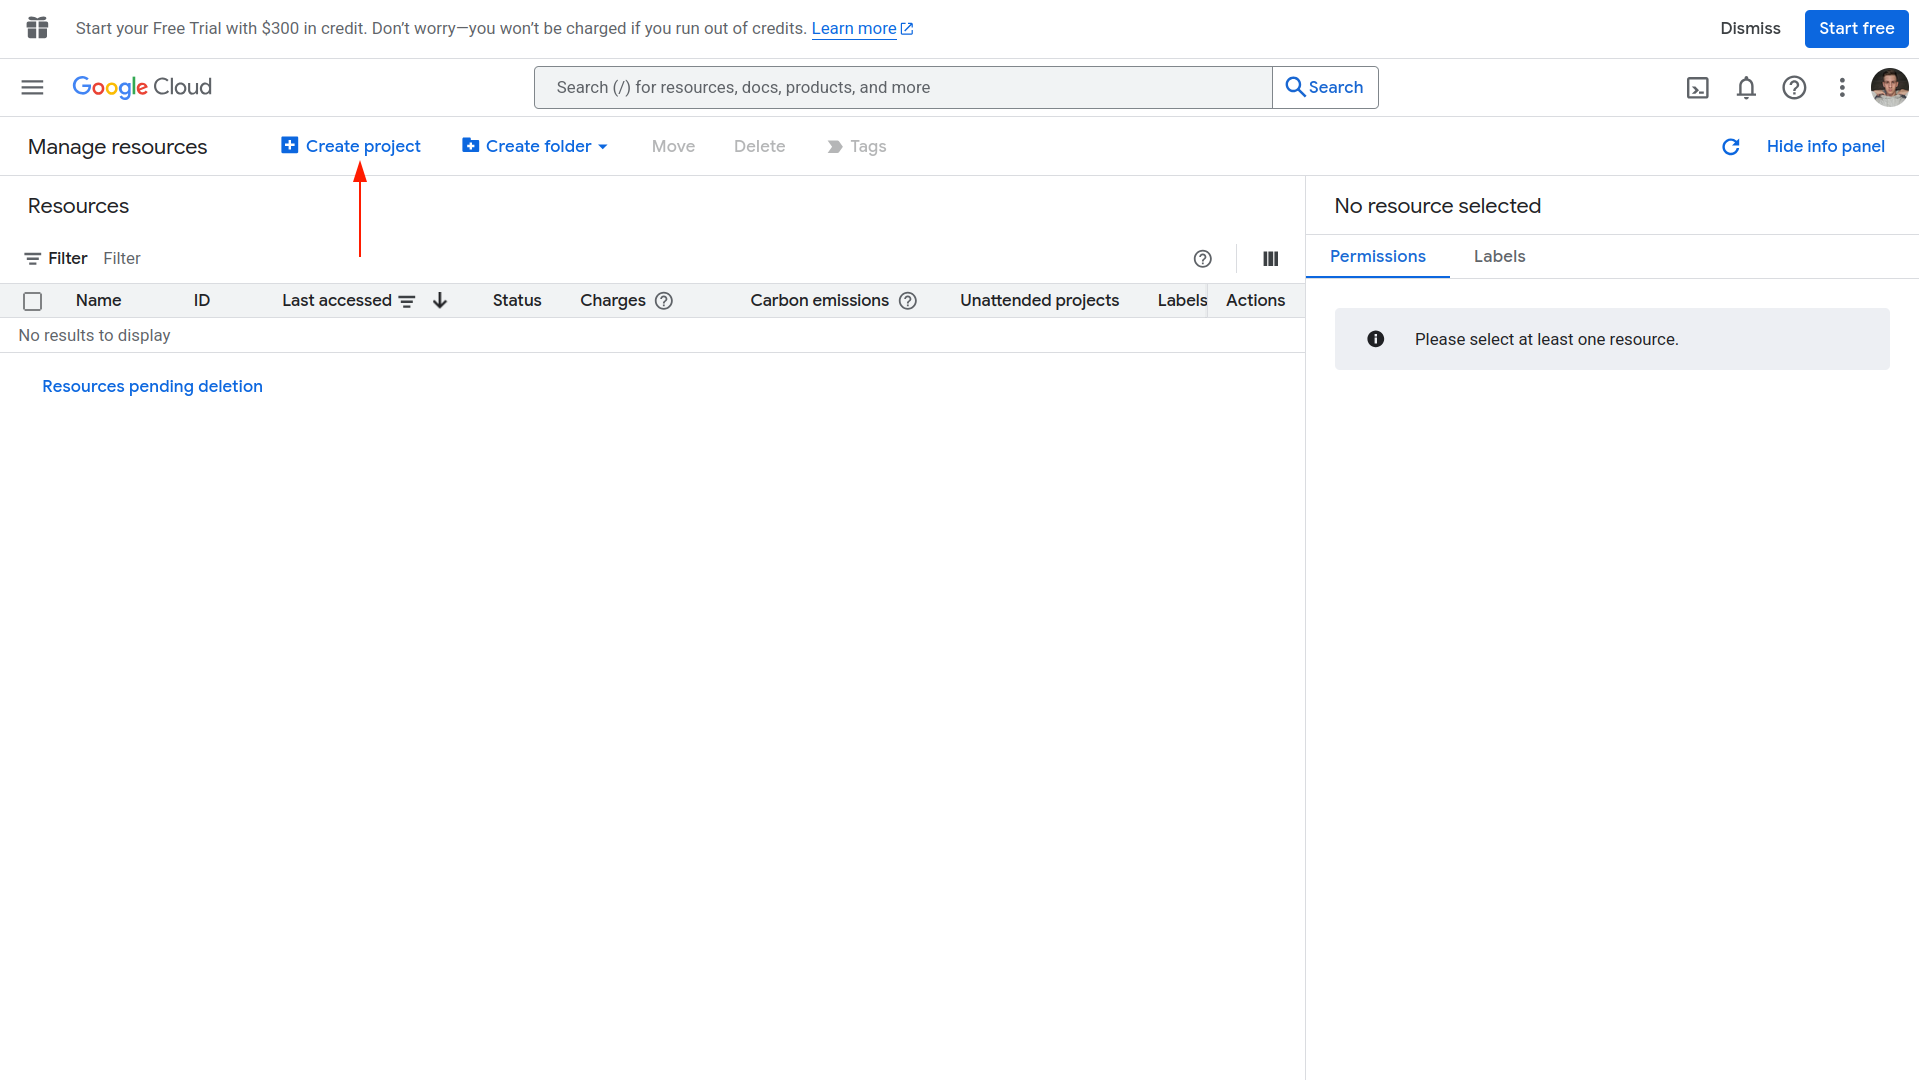 Start your Free Trial with $300 in credit. Don’t worry—you won’t be charged if you run out of credits. Learn more
Dismiss
Start free
Google Cloud
Search (/) for resources, docs, products, and more
Search
Manage resources
Create project
Create folder
Move
Delete
Tags
Hide info panel
Resources
No resource selected
Filter Filter
Permissions
Labels
Name ID Last accessed Status Charges Carbon emissions Unattended projects Labels Actions
No results to display
Please select at least one resource.
Resources pending deletion